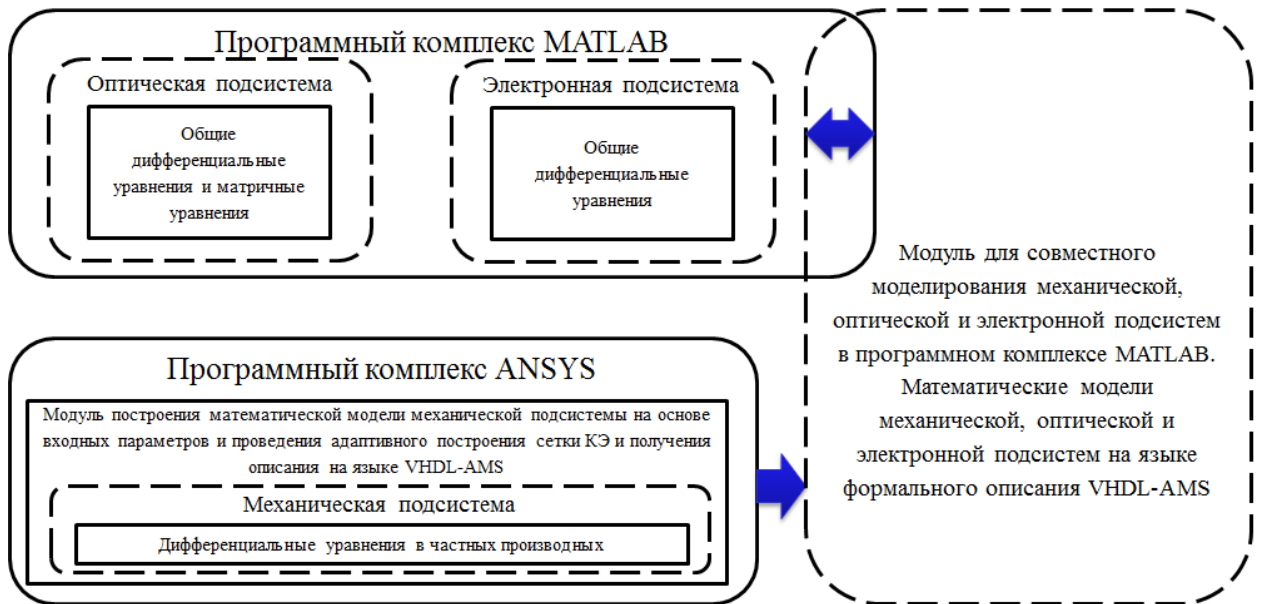 Программный комплекс MATLAB
Оптическая подсистема
Общие
дифференциальные
уравнения и матричные
уравнения
Электронная подсистема
Общие
дифференциальные
уравнения
Программный комплекс ANSYS
Модуль построения математической модели механической подсистемы на основе
входных параметров и проведения адаптивного построения сетки КЭ и получения
описания на языке VHDL-AMS
Механическая подсистема
Дифференциальные уравнения в частных производных
Модуль для совместного
моделирования механической,
оптической и электронной подсистем
в программном комплексе MATLAB.
Математические модели
механической, оптической и
электронной подсистем на языке
формального описания VHDL-AMS